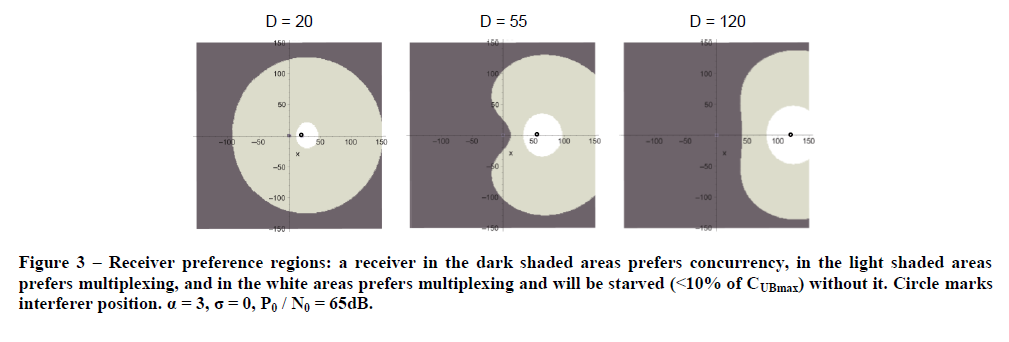 D = 20 D = 55 D = 120
150 150 150
100 100 100
50 50 50
−100 −50 50 100 150 −100 −50 50 100 150 −100 −50 50 100 150
−50 −50 −50
−100 −100 −100
−150 −150 −150
Figure 3 – Receiver preference regions: a receiver in the dark shaded areas prefers concurrency, in the light shaded areas
prefers multiplexing, and in the white areas prefers multiplexing and will be starved (<10% of CUBmax) without it. Circle marks
interferer position. α = 3, σ = 0, P0 / N0 = 65dB.